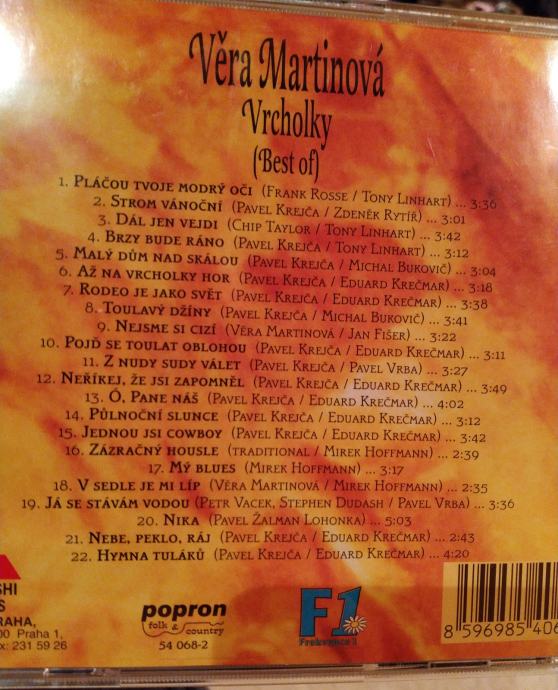 Věra Martinová
Vrcholky
(Best of)
1. Pláčou tvoje modrý oči (Frank Rosse / Tony Linhart) ... 3:36
2. Strom vánoční (Pavel Krejča / Zdeněk Rytíř) ... 3:01
3. Dál jen vejdi (Chip Taylor / Tony Linhart) ... 3:42
4. Brzy bude ráno (Pavel Krejča / Tony Linhart) ... 3:12
5. Malý dům nad skálou (Pavel Krejča / Michal Bukovič) ... 3:04
6. Až na vrcholky hor (Pavel Krejča / Eduard Krečmar) ... 3:18
7. Rodeo je jako svět (Pavel Krejča / Eduard Krečmar) ... 3:38
8. Toulavý džíny (Pavel Krejča / Michal Bukovič) ... 3:41
9. Nejsme si cizí (Věra Martinová / Jan Fišer) ... 3:22
10. Pojď se toulat oblohou (Pavel Krejča / Eduard Krečmar) ... 3:11
11. Z nudy sudy válet (Pavel Krejča / Pavel Vrba) ... 3:27
12. Neříkej, že jsi zapomněl (Pavel Krejča / Eduard Krečmar) ... 3:49
13. Ó, Pane náš (Pavel Krejča / Eduard Krečmar) ... 4:02
14. Půlnoční slunce (Pavel Krejča / Eduard Krečmar) ... 3:12
15. Jednou jsi cowboy (Pavel Krejča / Eduard Krečmar) ... 3:42
16. Zázračný housle (traditional / Mirek Hoffmann) ... 2:39
17. Mý blues (Mirek Hoffmann) ... 3:17
18. V sedle je mi líp (Věra Martinová / Mirek Hoffmann) ... 2:35
19. Já se stávám vodou (Petr Vacek, Stephen Dudash / Pavel Vrba) ... 3:36
20. Nika (Pavel Žalman Lohonka) ... 5:03
21. Nebe, peklo, ráj (Pavel Krejča / Eduard Krečmar) ... 2:43
22. Hymna tuláků (Pavel Krejča / Eduard Krečmar) ... 4:20
SHI
S
RAHA,
00 Praha 1,
x: 231 59 26
popron
folk & country
54 068-2
F1
Frekvence 1
8 596985 406